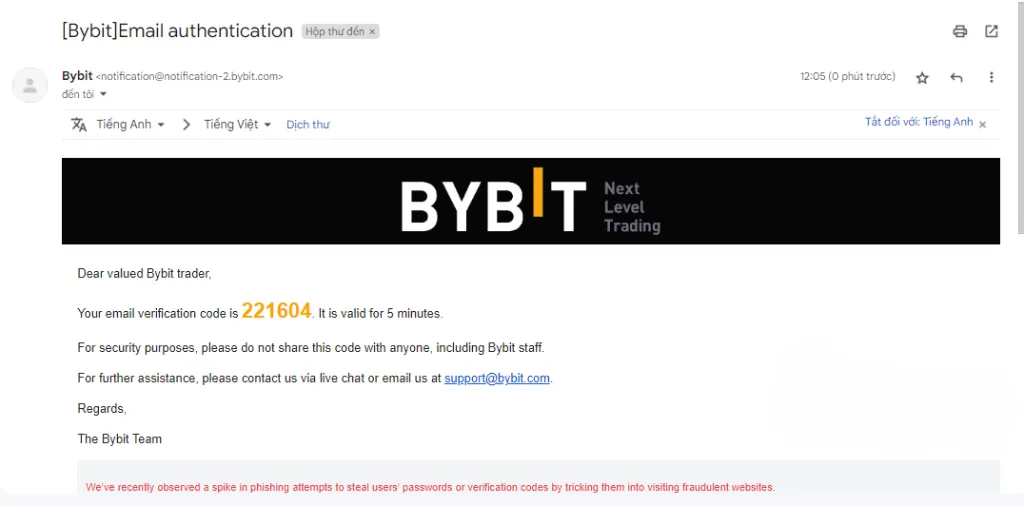 [Bybit]Email authentication Hộp thư đến ×
Bybit <notification@notification-2.bybit.com> 12:05 (0 phút trước)
đến tôi
Tiếng Anh > Tiếng Việt Dịch thư Tắt đối với: Tiếng Anh ×
BYBIT Next
Level
Trading
Dear valued Bybit trader,
Your email verification code is 221604. It is valid for 5 minutes.
For security purposes, please do not share this code with anyone, including Bybit staff.
For further assistance, please contact us via live chat or email us at support@bybit.com.
Regards,
The Bybit Team
We've recently observed a spike in phishing attempts to steal users' passwords or verification codes by tricking them into visiting fraudulent websites.